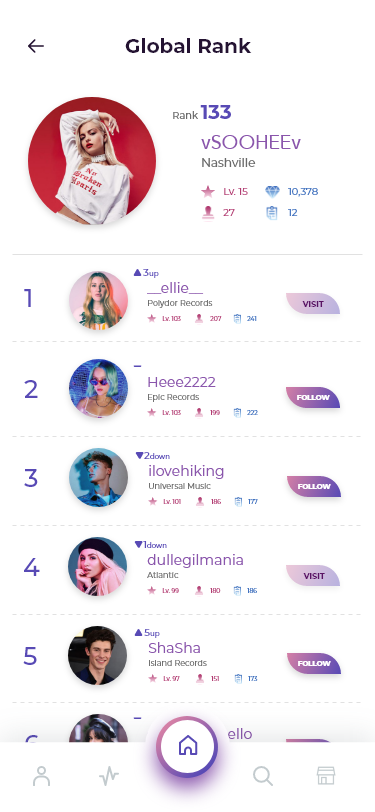 Global Rank
Rank 133
vSOOHEEv
Nashville
No
Broken
Hearts
Lv. 15 10,378
27 12
3up
1 __ellie__
Polydor Records
Lv. 103 207 241
VISIT
2 Heee2222
Epic Records
Lv. 103 199 222
FOLLOW
2down
3 ilovehiking
Universal Music
Lv. 101 186 177
FOLLOW
1down
4 dullegilmania
Atlantic
Lv. 99 180 186
VISIT
5up
5 ShaSha
Island Records
Lv. 97 151 173
FOLLOW
6 ello